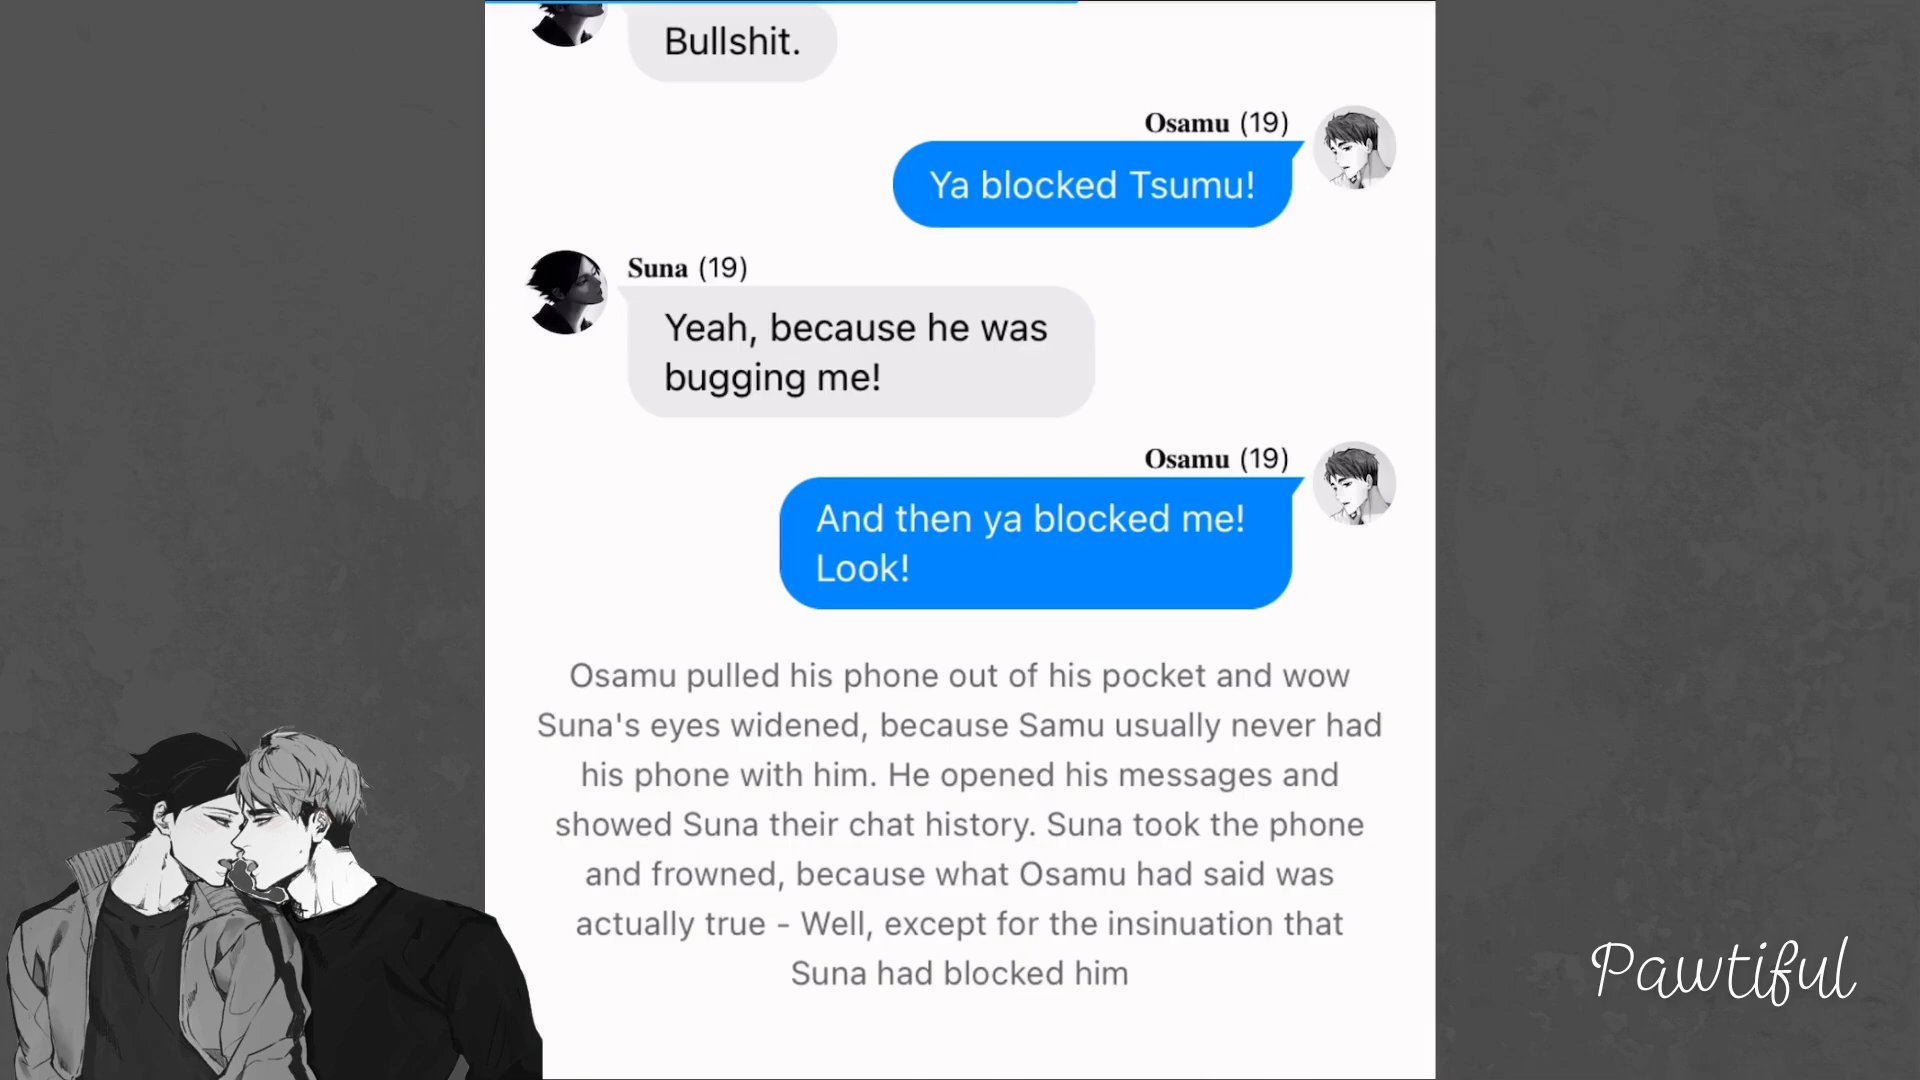 Bullshit.
Osamu (19)
Ya blocked Tsumu!
Suna (19)
Yeah, because he was
bugging me!
Osamu (19)
And then ya blocked me!
Look!
Osamu pulled his phone out of his pocket and wow
Suna's eyes widened, because Samu usually never had
his phone with him. He opened his messages and
showed Suna their chat history. Suna took the phone
and frowned, because what Osamu had said was
actually true - Well, except for the insinuation that
Suna had blocked him
Pawtiful